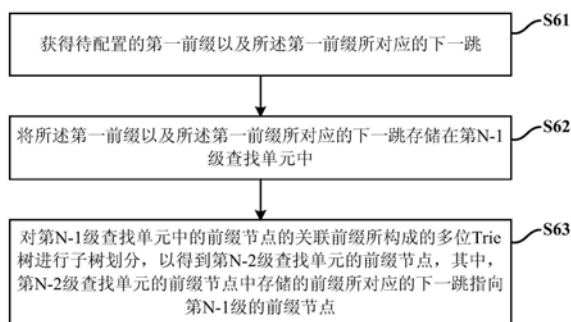 S61
获得待配置的第一前缀以及所述第一前缀所对应的下一跳
S62
将所述第一前缀以及所述第一前缀所对应的下一跳存储在第N-1
级查找单元中
S63
对第N-1级查找单元中的前缀节点的关联前缀所构成的多位Trie
树进行子树划分，以得到第N-2级查找单元的前缀节点，其中，
第N-2级查找单元的前缀节点中存储的前缀所对应的下一跳指向
第N-1级的前缀节点